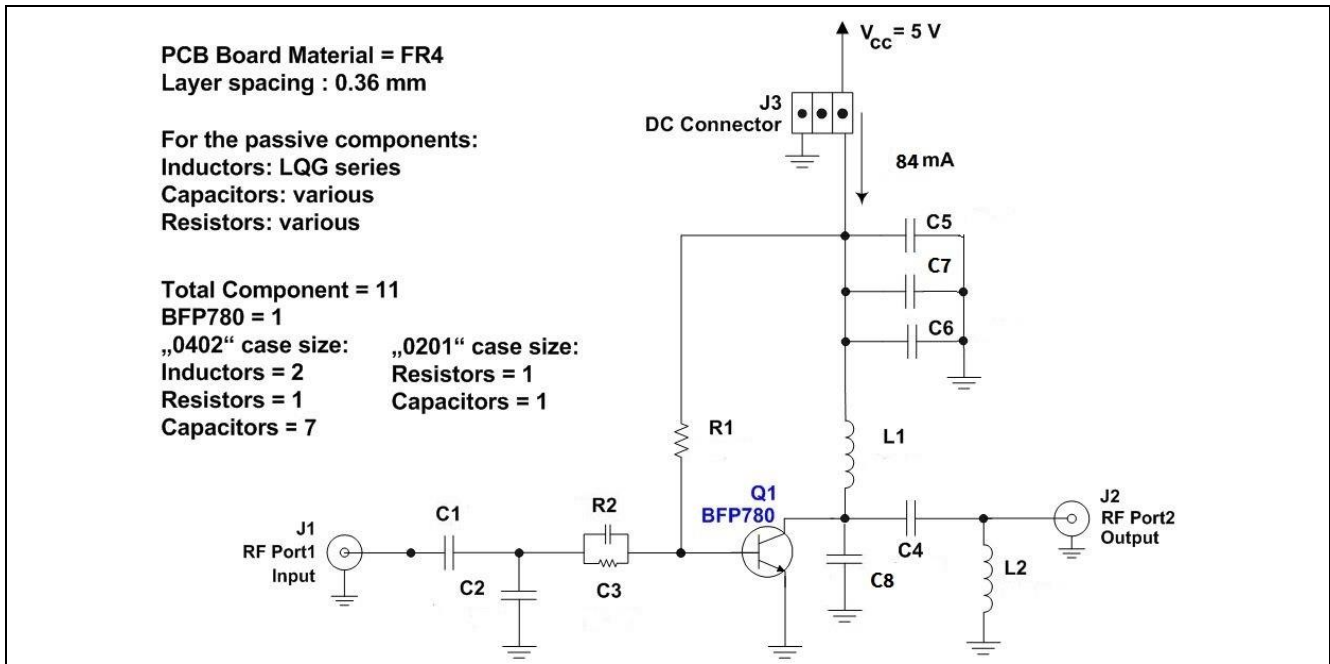 PCB Board Material = FR4
Layer spacing : 0.36 mm
For the passive components:
Inductors: LQG series
Capacitors: various
Resistors: various
Total Component = 11
BFP780 = 1
„0402“ case size:
Inductors = 2
Resistors = 1
Capacitors = 7
„0201“ case size:
Resistors = 1
Capacitors = 1
Vcc = 5 V
J3
DC Connector
84 mA
C5
C7
C6
R1
L1
Q1
BFP780
J1
RF Port1
Input
C1
C2
R2
C3
C8
C4
L2
J2
RF Port2
Output